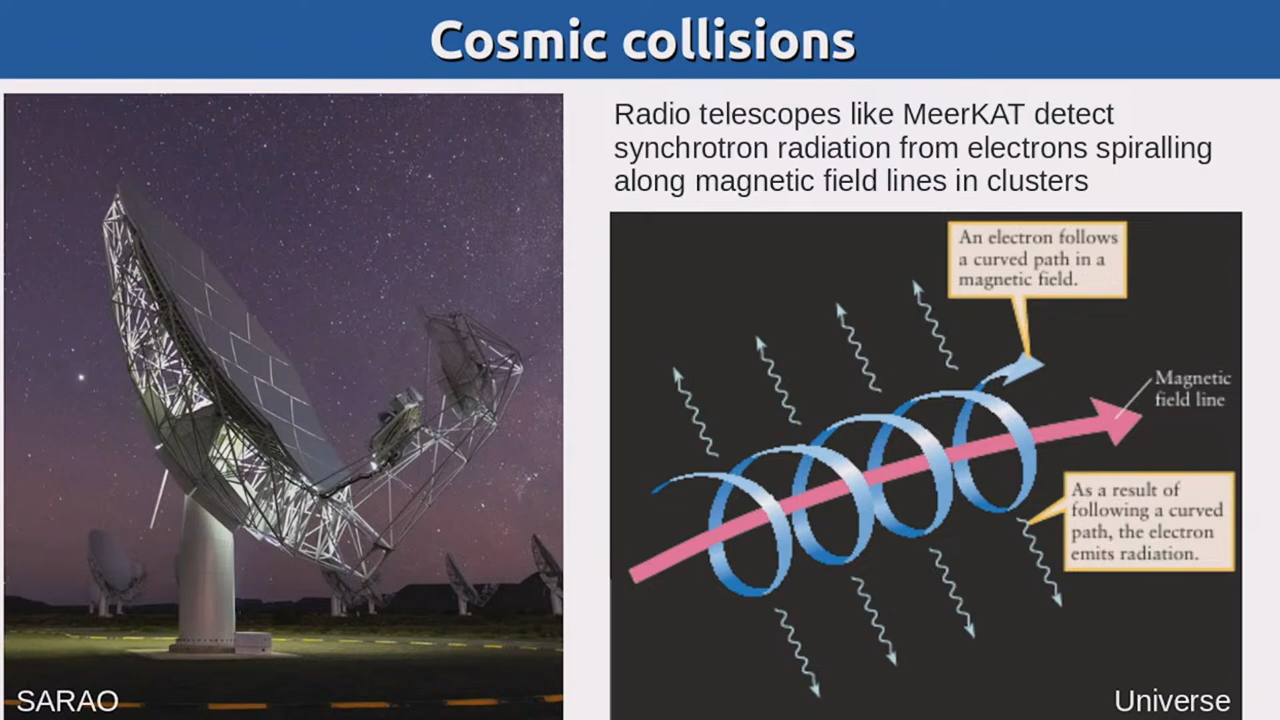 Cosmic collisions
Radio telescopes like MeerKAT detect
synchrotron radiation from electrons spiralling
along magnetic field lines in clusters
An electron follows
a curved path in a
magnetic field.
Magnetic
field line
As a result of
following a curved
path, the electron
emits radiation.
SARAO
Universe